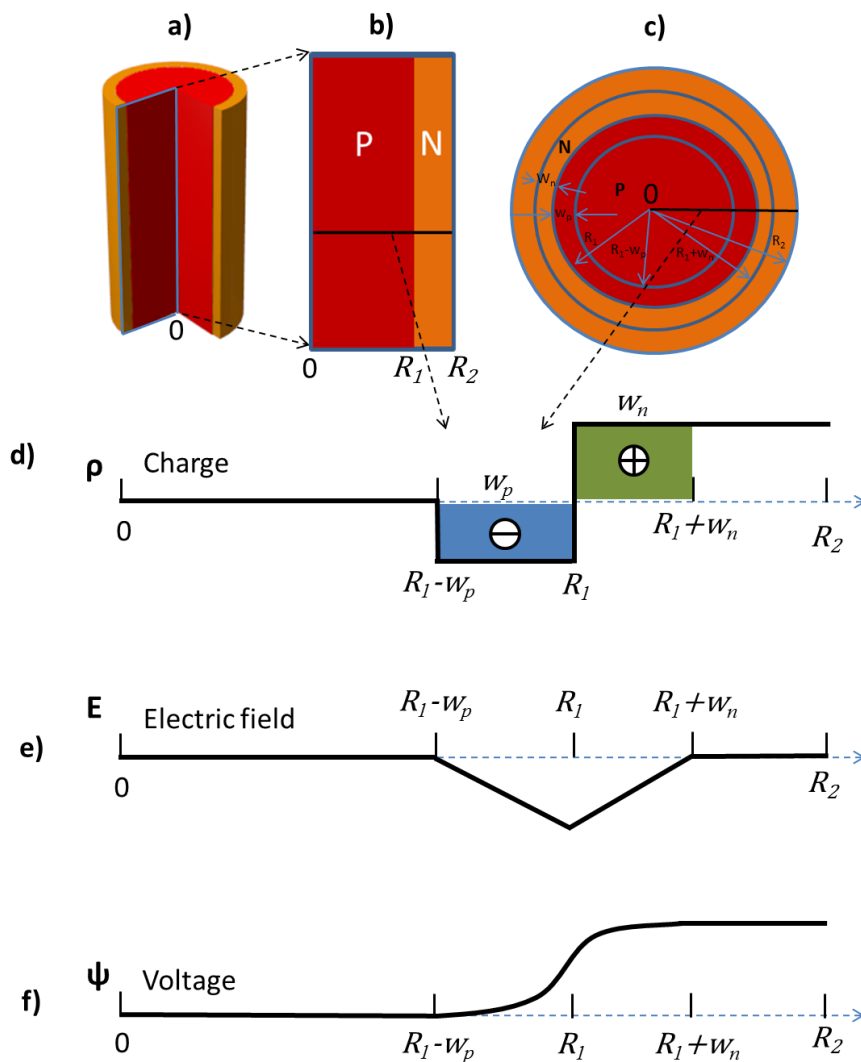 a)
b)
c)
P
N
0
0
R₁
R₂
N
Wₙ
P
0
Wₚ
R₁
R₁-wₚ
R₁+wₙ
R₂
d)
ρ
Charge
wₚ
wₙ
0
R₁-wₚ
R₁
R₁+wₙ
R₂
e)
E
Electric field
R₁-wₚ
R₁
R₁+wₙ
0
R₂
f)
ψ
Voltage
0
R₁-wₚ
R₁
R₁+wₙ
R₂